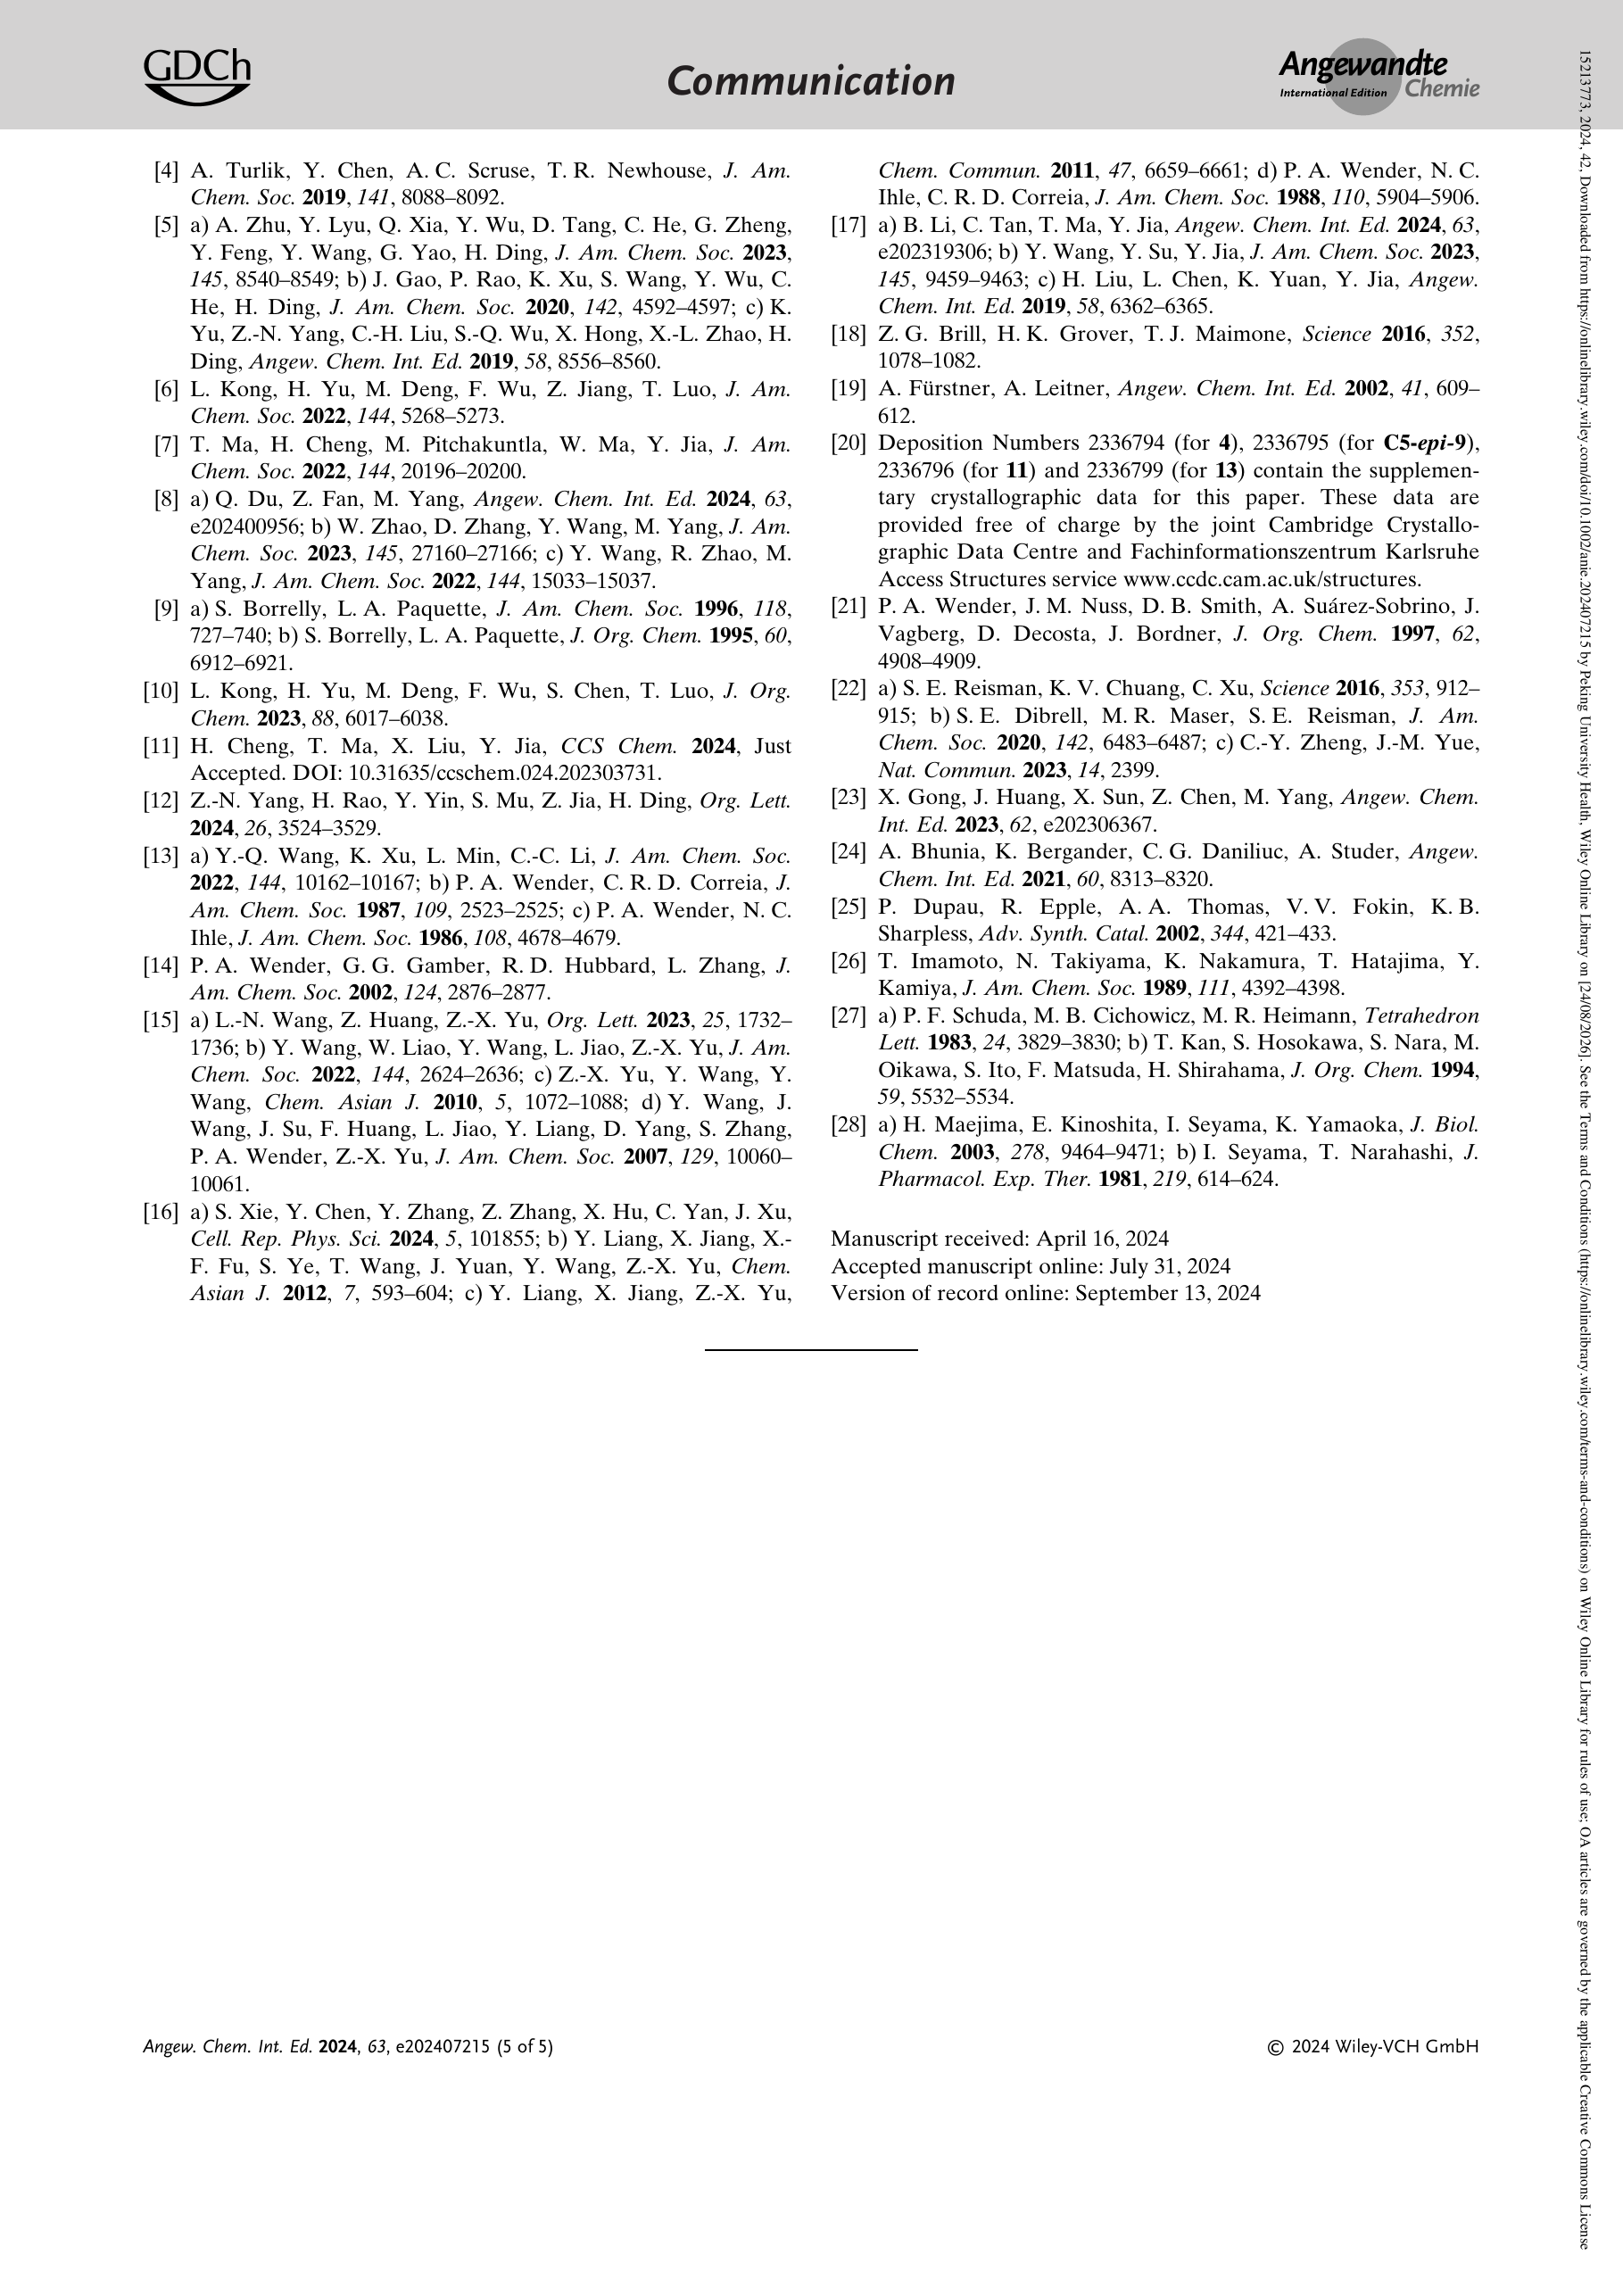 GDCh
Communication
Angewandte
International Edition Chemie
[4] A. Turlik, Y. Chen, A. C. Scruse, T. R. Newhouse, J. Am.
Chem. Soc. 2019, 141, 8088–8092.
[5] a) A. Zhu, Y. Lyu, Q. Xia, Y. Wu, D. Tang, C. He, G. Zheng,
Y. Feng, Y. Wang, G. Yao, H. Ding, J. Am. Chem. Soc. 2023,
145, 8540–8549; b) J. Gao, P. Rao, K. Xu, S. Wang, Y. Wu, C.
He, H. Ding, J. Am. Chem. Soc. 2020, 142, 4592–4597; c) K.
Yu, Z.-N. Yang, C.-H. Liu, S.-Q. Wu, X. Hong, X.-L. Zhao, H.
Ding, Angew. Chem. Int. Ed. 2019, 58, 8556–8560.
[6] L. Kong, H. Yu, M. Deng, F. Wu, Z. Jiang, T. Luo, J. Am.
Chem. Soc. 2022, 144, 5268–5273.
[7] T. Ma, H. Cheng, M. Pitchakuntla, W. Ma, Y. Jia, J. Am.
Chem. Soc. 2022, 144, 20196–20200.
[8] a) Q. Du, Z. Fan, M. Yang, Angew. Chem. Int. Ed. 2024, 63,
e202400956; b) W. Zhao, D. Zhang, Y. Wang, M. Yang, J. Am.
Chem. Soc. 2023, 145, 27160–27166; c) Y. Wang, R. Zhao, M.
Yang, J. Am. Chem. Soc. 2022, 144, 15033–15037.
[9] a) S. Borrelly, L. A. Paquette, J. Am. Chem. Soc. 1996, 118,
727–740; b) S. Borrelly, L. A. Paquette, J. Org. Chem. 1995, 60,
6912–6921.
[10] L. Kong, H. Yu, M. Deng, F. Wu, S. Chen, T. Luo, J. Org.
Chem. 2023, 88, 6017–6038.
[11] H. Cheng, T. Ma, X. Liu, Y. Jia, CCS Chem. 2024, Just
Accepted. DOI: 10.31635/ccschem.024.202303731.
[12] Z.-N. Yang, H. Rao, Y. Yin, S. Mu, Z. Jia, H. Ding, Org. Lett.
2024, 26, 3524–3529.
[13] a) Y.-Q. Wang, K. Xu, L. Min, C.-C. Li, J. Am. Chem. Soc.
2022, 144, 10162–10167; b) P. A. Wender, C. R. D. Correia, J.
Am. Chem. Soc. 1987, 109, 2523–2525; c) P. A. Wender, N. C.
Ihle, J. Am. Chem. Soc. 1986, 108, 4678–4679.
[14] P. A. Wender, G. G. Gamber, R. D. Hubbard, L. Zhang, J.
Am. Chem. Soc. 2002, 124, 2876–2877.
[15] a) L.-N. Wang, Z. Huang, Z.-X. Yu, Org. Lett. 2023, 25, 1732–
1736; b) Y. Wang, W. Liao, Y. Wang, L. Jiao, Z.-X. Yu, J. Am.
Chem. Soc. 2022, 144, 2624–2636; c) Z.-X. Yu, Y. Wang, Y.
Wang, Chem. Asian J. 2010, 5, 1072–1088; d) Y. Wang, J.
Wang, J. Su, F. Huang, L. Jiao, Y. Liang, D. Yang, S. Zhang,
P. A. Wender, Z.-X. Yu, J. Am. Chem. Soc. 2007, 129, 10060–
10061.
[16] a) S. Xie, Y. Chen, Y. Zhang, Z. Zhang, X. Hu, C. Yan, J. Xu,
Cell. Rep. Phys. Sci. 2024, 5, 101855; b) Y. Liang, X. Jiang, X.-
F. Fu, S. Ye, T. Wang, J. Yuan, Y. Wang, Z.-X. Yu, Chem.
Asian J. 2012, 7, 593–604; c) Y. Liang, X. Jiang, Z.-X. Yu,
Chem. Commun. 2011, 47, 6659–6661; d) P. A. Wender, N. C.
Ihle, C. R. D. Correia, J. Am. Chem. Soc. 1988, 110, 5904–5906.
[17] a) B. Li, C. Tan, T. Ma, Y. Jia, Angew. Chem. Int. Ed. 2024, 63,
e202319306; b) Y. Wang, Y. Su, Y. Jia, J. Am. Chem. Soc. 2023,
145, 9459–9463; c) H. Liu, L. Chen, K. Yuan, Y. Jia, Angew.
Chem. Int. Ed. 2019, 58, 6362–6365.
[18] Z. G. Brill, H. K. Grover, T. J. Maimone, Science 2016, 352,
1078–1082.
[19] A. Fürstner, A. Leitner, Angew. Chem. Int. Ed. 2002, 41, 609–
612.
[20] Deposition Numbers 2336794 (for 4), 2336795 (for C5-epi-9),
2336796 (for 11) and 2336799 (for 13) contain the supplemen-
tary crystallographic data for this paper. These data are
provided free of charge by the joint Cambridge Crystallo-
graphic Data Centre and Fachinformationszentrum Karlsruhe
Access Structures service www.ccdc.cam.ac.uk/structures.
[21] P. A. Wender, J. M. Nuss, D. B. Smith, A. Suárez-Sobrino, J.
Vagberg, D. Decosta, J. Bordner, J. Org. Chem. 1997, 62,
4908–4909.
[22] a) S. E. Reisman, K. V. Chuang, C. Xu, Science 2016, 353, 912–
915; b) S. E. Dibrell, M. R. Maser, S. E. Reisman, J. Am.
Chem. Soc. 2020, 142, 6483–6487; c) C.-Y. Zheng, J.-M. Yue,
Nat. Commun. 2023, 14, 2399.
[23] X. Gong, J. Huang, X. Sun, Z. Chen, M. Yang, Angew. Chem.
Int. Ed. 2023, 62, e202306367.
[24] A. Bhunia, K. Bergander, C. G. Daniliuc, A. Studer, Angew.
Chem. Int. Ed. 2021, 60, 8313–8320.
[25] P. Dupau, R. Epple, A. A. Thomas, V. V. Fokin, K. B.
Sharpless, Adv. Synth. Catal. 2002, 344, 421–433.
[26] T. Imamoto, N. Takiyama, K. Nakamura, T. Hatajima, Y.
Kamiya, J. Am. Chem. Soc. 1989, 111, 4392–4398.
[27] a) P. F. Schuda, M. B. Cichowicz, M. R. Heimann, Tetrahedron
Lett. 1983, 24, 3829–3830; b) T. Kan, S. Hosokawa, S. Nara, M.
Oikawa, S. Ito, F. Matsuda, H. Shirahama, J. Org. Chem. 1994,
59, 5532–5534.
[28] a) H. Maejima, E. Kinoshita, I. Seyama, K. Yamaoka, J. Biol.
Chem. 2003, 278, 9464–9471; b) I. Seyama, T. Narahashi, J.
Pharmacol. Exp. Ther. 1981, 219, 614–624.
Manuscript received: April 16, 2024
Accepted manuscript online: July 31, 2024
Version of record online: September 13, 2024
Angew. Chem. Int. Ed. 2024, 63, e202407215 (5 of 5)
© 2024 Wiley-VCH GmbH
15213773, 2024, 42, Downloaded from https://onlinelibrary.wiley.com/doi/10.1002/anie.202407215 by Peking University Health, Wiley Online Library on [24/08/2026]. See the Terms and Conditions (https://onlinelibrary.wiley.com/terms-and-conditions) on Wiley Online Library for rules of use; OA articles are governed by the applicable Creative Commons License